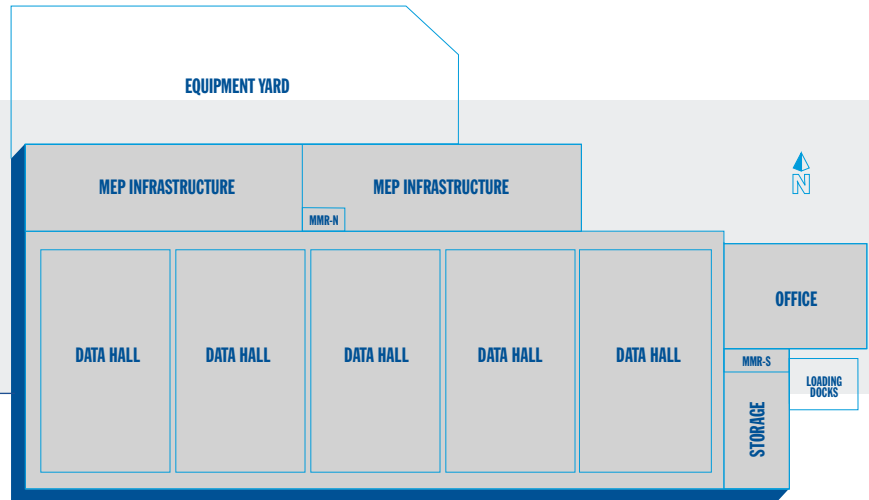 EQUIPMENT YARD
MEP INFRASTRUCTURE
MEP INFRASTRUCTURE
N
MMR-N
OFFICE
DATA HALL
DATA HALL
DATA HALL
DATA HALL
DATA HALL
MMR-S
LOADING
DOCKS
STORAGE